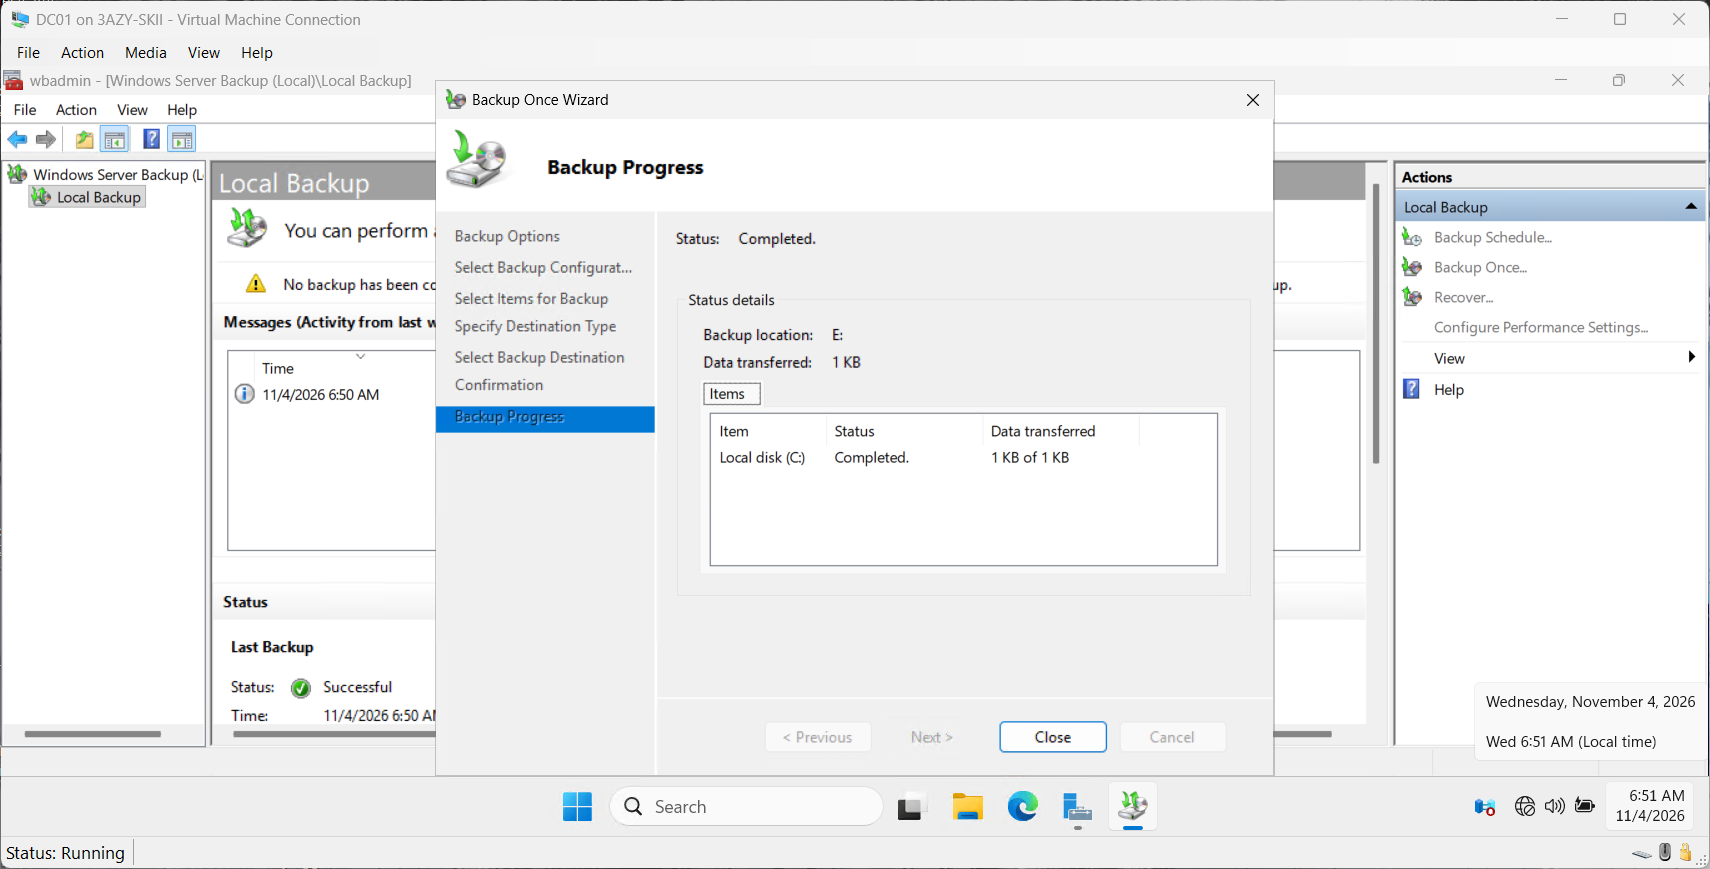 DC01 on 3AZY-SKII - Virtual Machine Connection
File Action Media View Help
wbadmin - [Windows Server Backup (Local)\Local Backup]
File Action View Help
Windows Server Backup (L
Local Backup
Local Backup
You can perform
No backup has been co
up.
Messages (Activity from last w
Time
11/4/2026 6:50 AM
Status
Last Backup
Status: Successful
Time: 11/4/2026 6:50 AM
Backup Once Wizard
Backup Progress
Backup Options
Select Backup Configurat...
Select Items for Backup
Specify Destination Type
Select Backup Destination
Confirmation
Backup Progress
Status: Completed.
Status details
Backup location: E:
Data transferred: 1 KB
Items
Item Status Data transferred
Local disk (C:) Completed. 1 KB of 1 KB
< Previous Next > Close Cancel
Actions
Local Backup
Backup Schedule...
Backup Once...
Recover...
Configure Performance Settings...
View
Help
Wednesday, November 4, 2026
Wed 6:51 AM (Local time)
Search
6:51 AM
11/4/2026
Status: Running